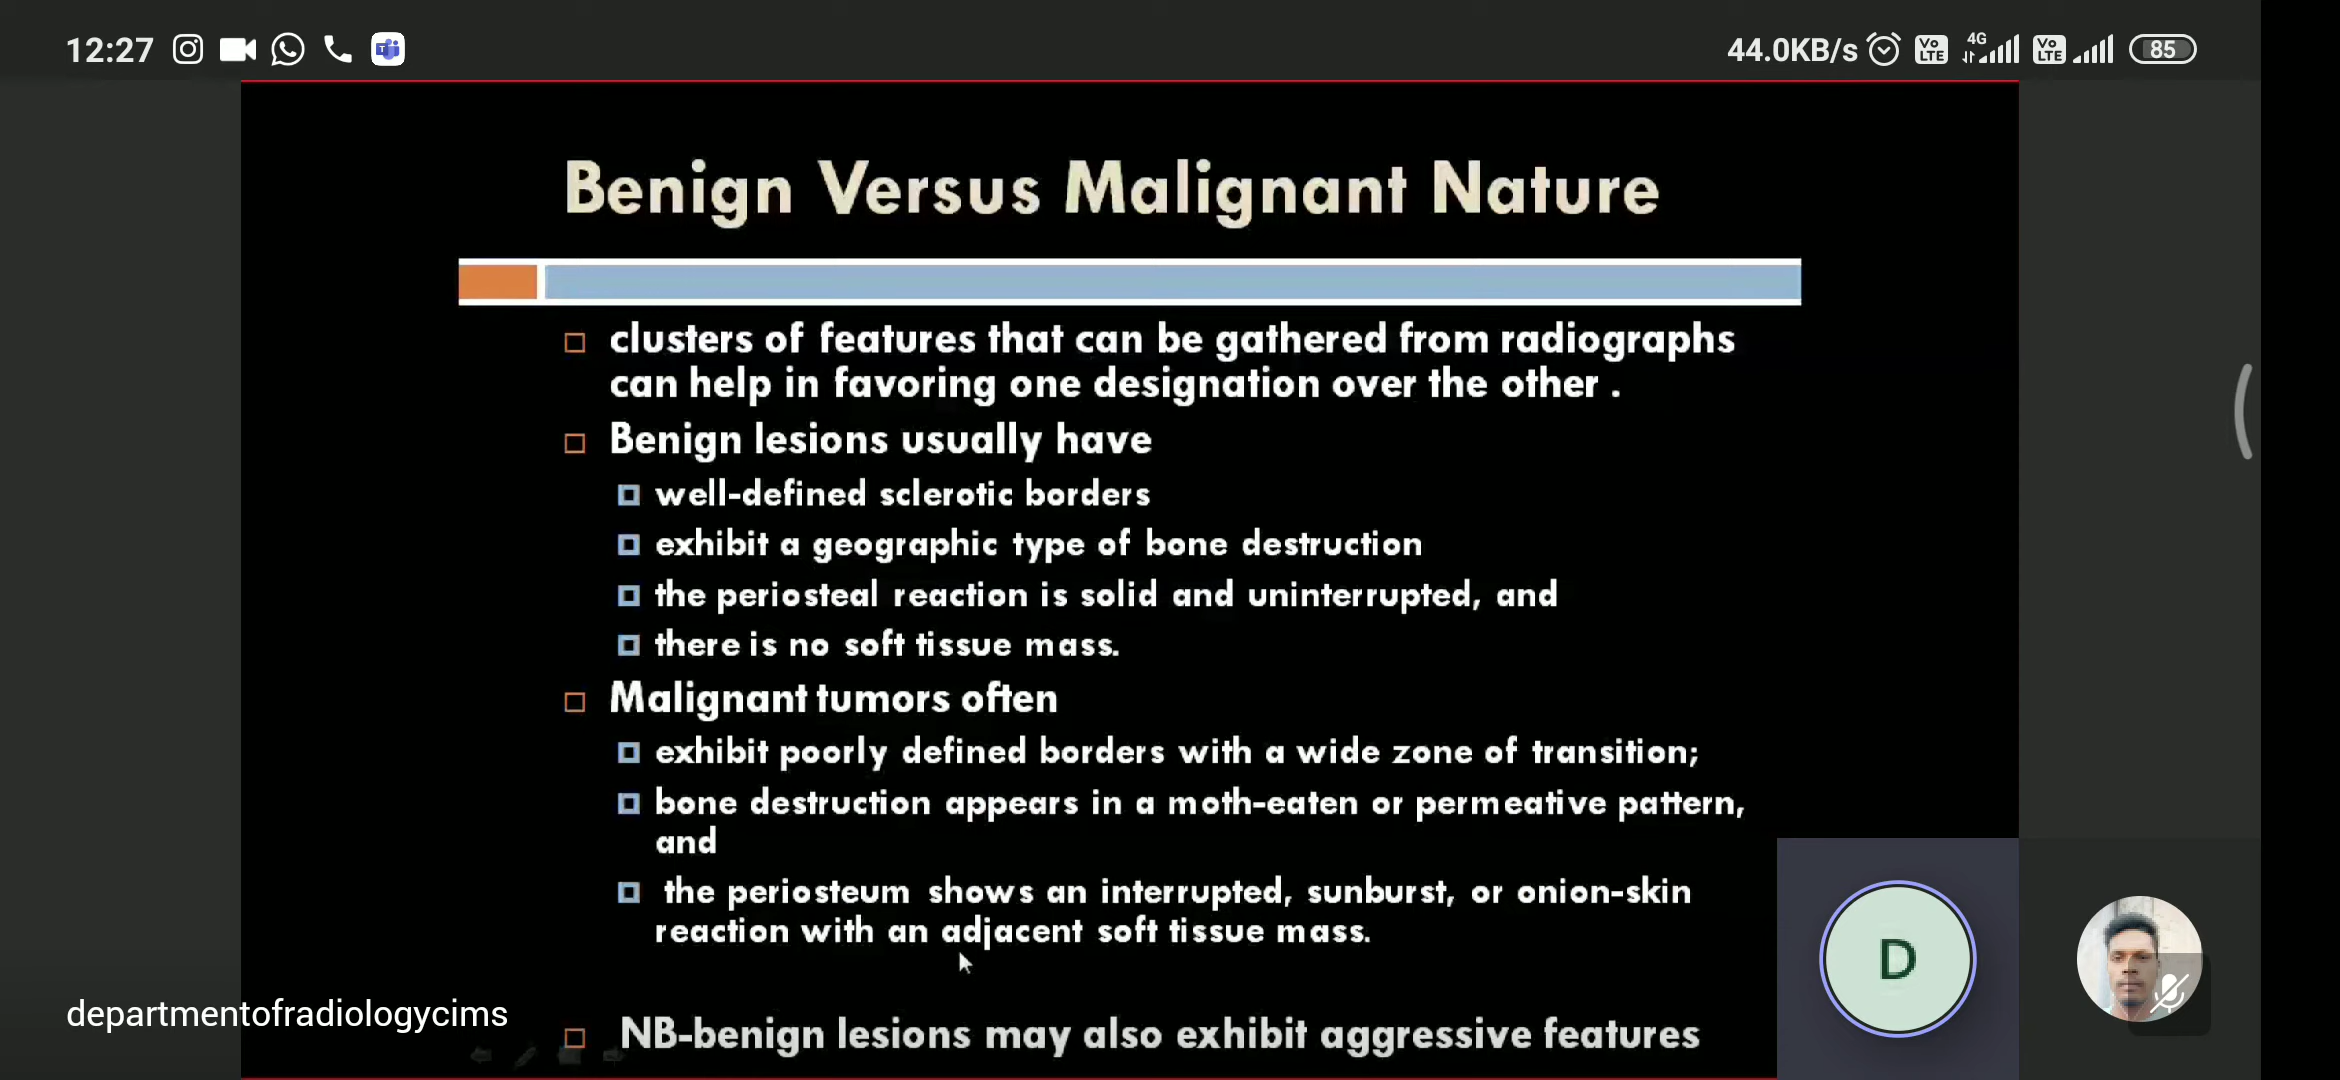 12:27
44.0KB/s Vo LTE 4G Vo LTE 85
Benign Versus Malignant Nature
clusters of features that can be gathered from radiographs
can help in favoring one designation over the other .
Benign lesions usually have
well-defined sclerotic borders
exhibit a geographic type of bone destruction
the periosteal reaction is solid and uninterrupted, and
there is no soft tissue mass.
Malignant tumors often
exhibit poorly defined borders with a wide zone of transition;
bone destruction appears in a moth-eaten or permeative pattern,
and
the periosteum shows an interrupted, sunburst, or onion-skin
reaction with an adjacent soft tissue mass.
D
departmentofradiologycims
NB-benign lesions may also exhibit aggressive features